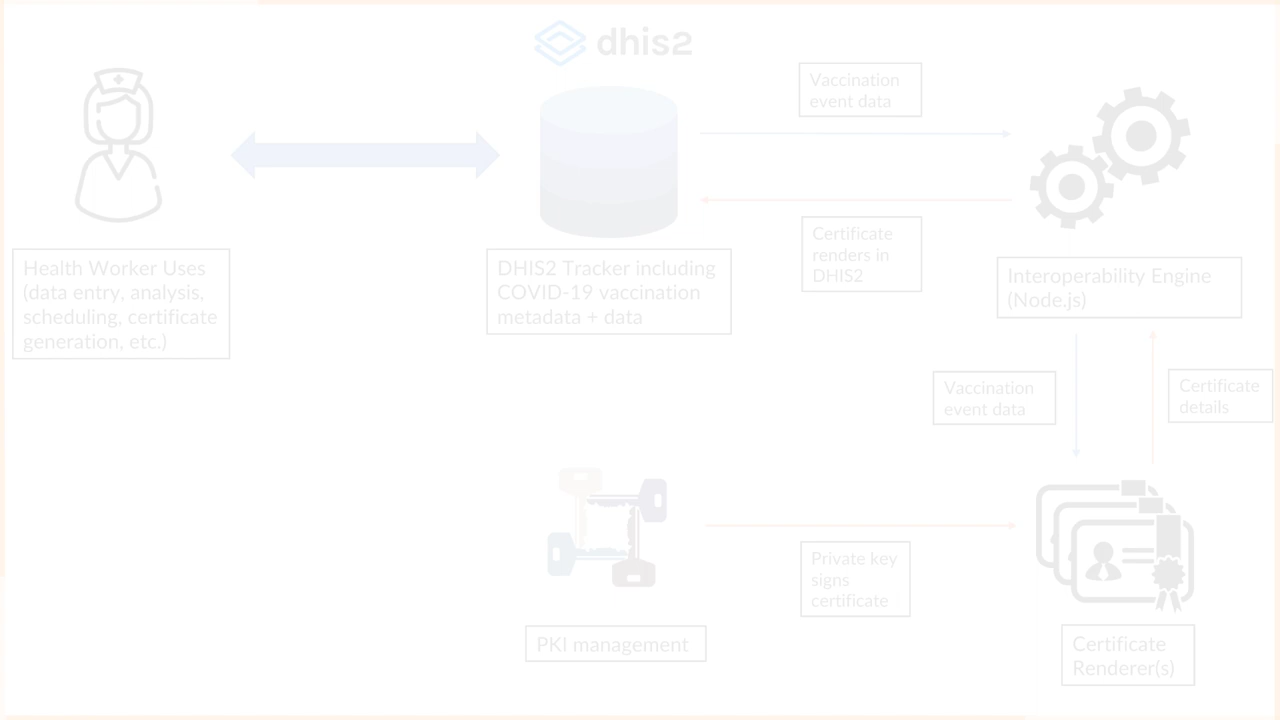 dhis2
Vaccination
event data
Certificate
renders in
DHIS2
Health Worker Uses
(data entry, analysis,
scheduling, certificate
generation, etc.)
DHIS2 Tracker including
COVID-19 vaccination
metadata + data
Interoperability Engine
(Node.js)
Vaccination
event data
Certificate
details
Private key
signs
certificate
PKI management
Certificate
Renderer(s)